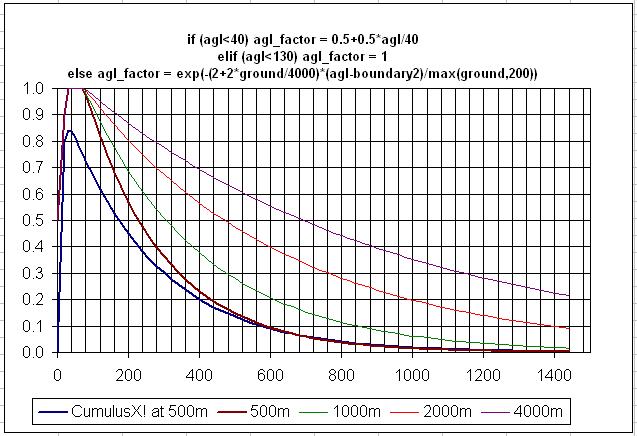 if (agl<40) agl_factor = 0.5+0.5*agl/40
elif (agl<130) agl_factor = 1
else agl_factor = exp(-(2+2*ground/4000)*(agl-boundary2)/max(ground,200))
1.0
0.9
0.8
0.7
0.6
0.5
0.4
0.3
0.2
0.1
0.0
0 200 400 600 800 1000 1200 1400
CumulusX! at 500m 500m 1000m 2000m 4000m